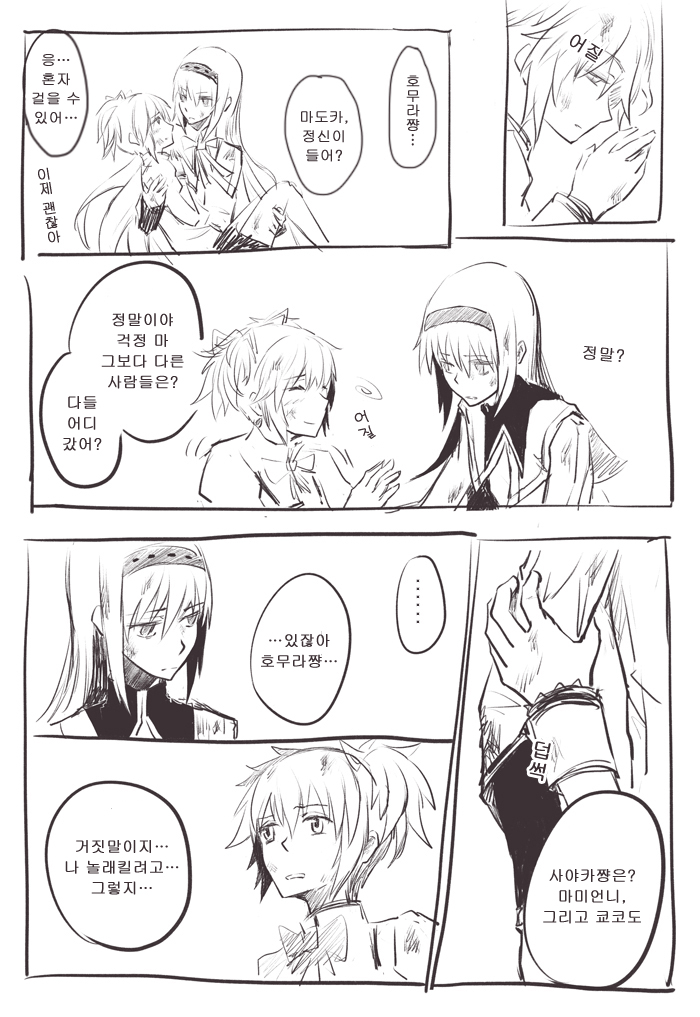 어질
호무라쨩…
마도카,
정신이
들어?
응…
혼자
걸을 수
있어…
이제 괜찮아
정말?
정말이야
걱정 마
그보다 다른
사람들은?
다들
어디
갔어?
어질
덥썩
사야카쨩은?
마미언니,
그리고 쿄코도
……
…있잖아
호무라쨩…
거짓말이지…
나 놀래킬려고…
그렇지…